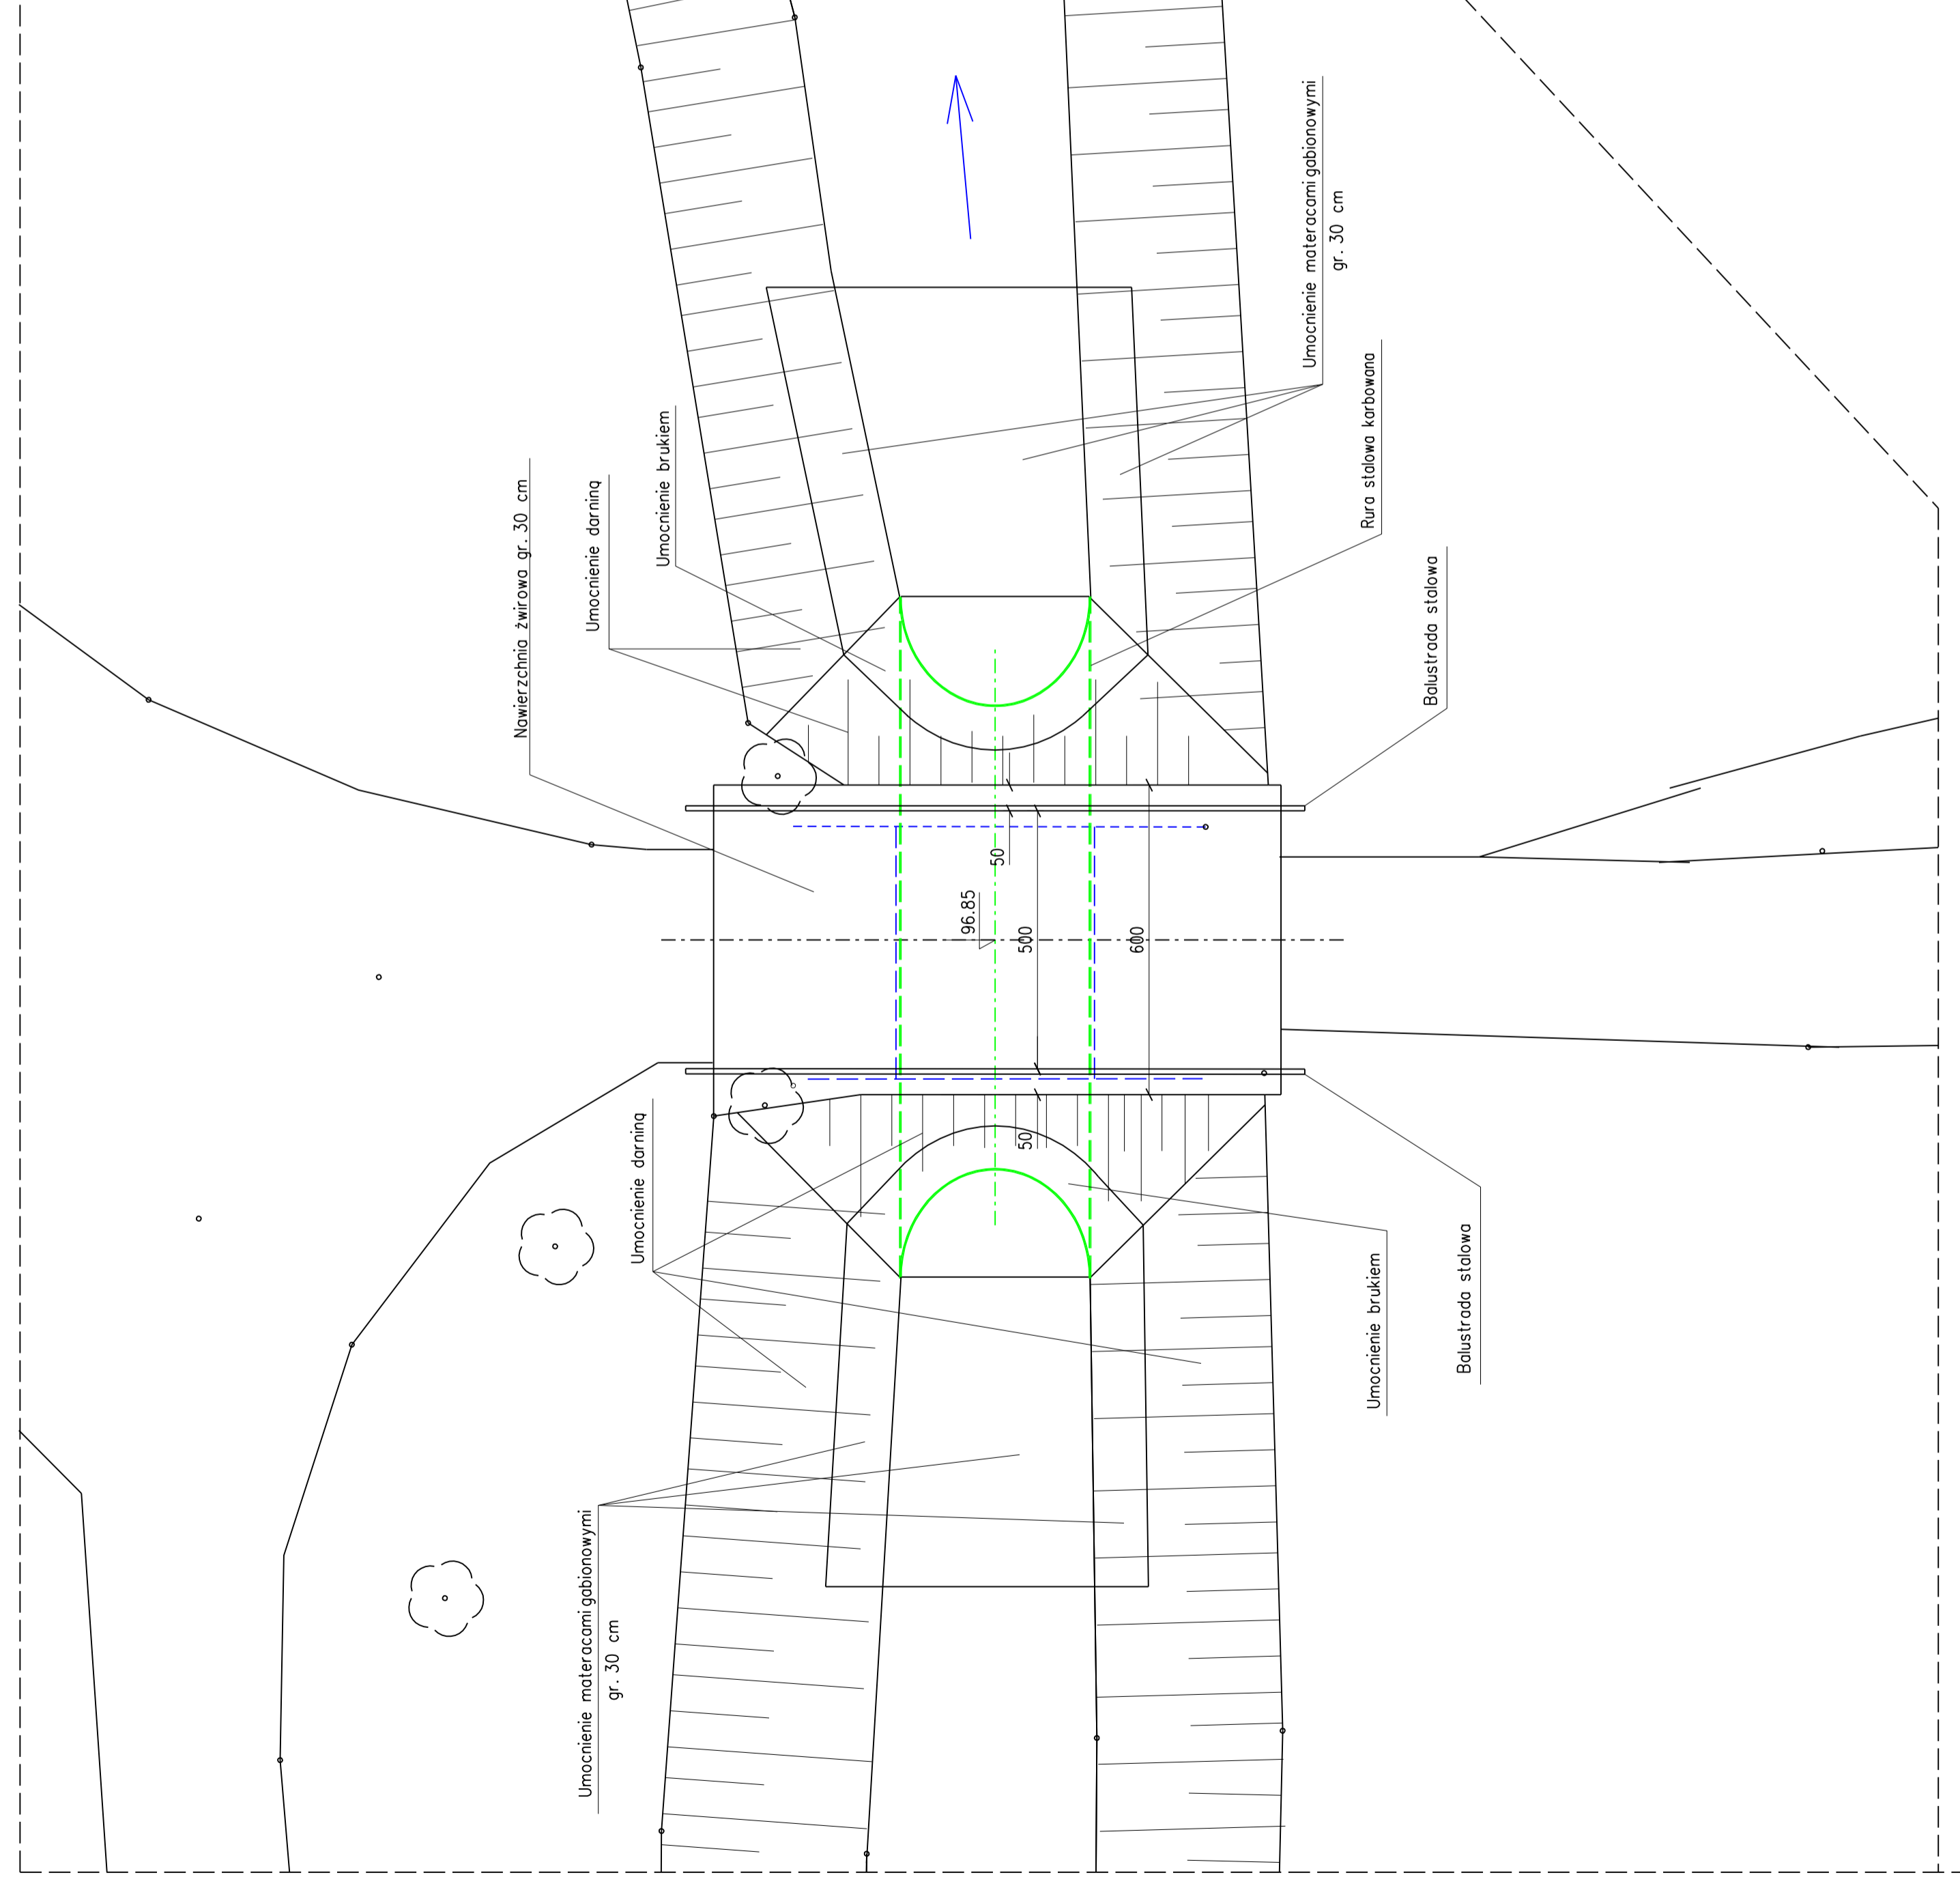 Nawierzchnia żwirowa gr. 30 cm
Umocnienie darniną
Umocnienie brukiem
Umocnienie materacami gabionowymi
gr. 30 cm
Rura stalowa karbowana
Balustrada stalowa
50
96.85
500
600
50
Umocnienie darniną
Umocnienie materacami gabionowymi
gr. 30 cm
Umocnienie brukiem
Balustrada stalowa